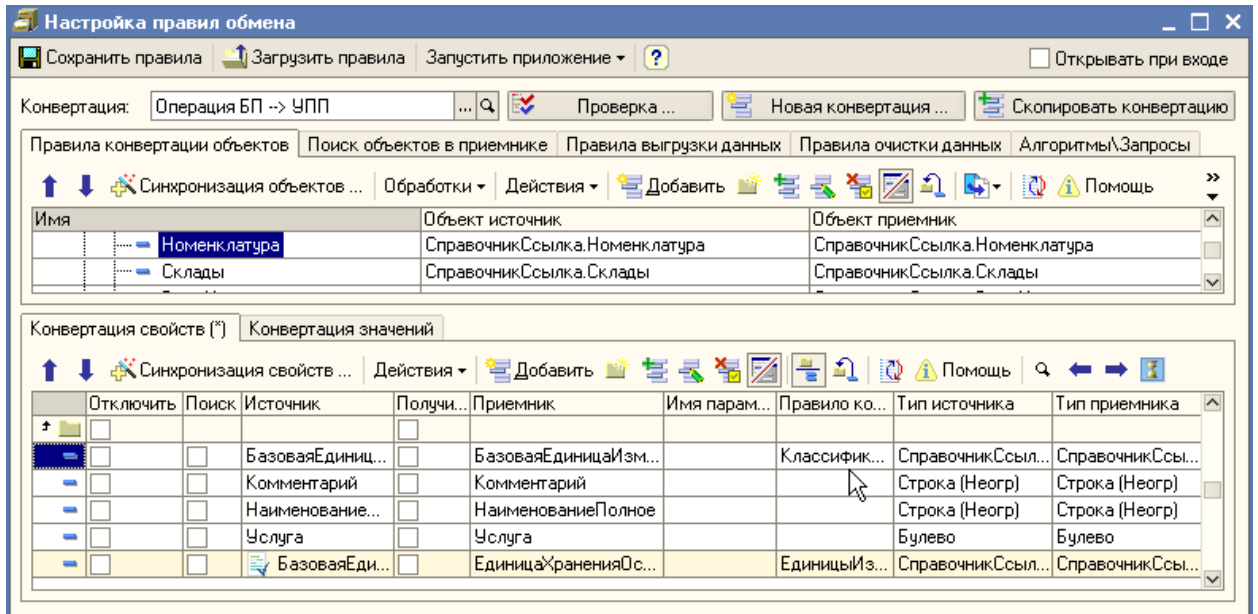 Настройка правил обмена
Сохранить правила Загрузить правила Запустить приложение ? Открывать при входе
Конвертация: Операция БП --> УПП ... Проверка ... Новая конвертация ... Скопировать конвертацию
Правила конвертации объектов Поиск объектов в приемнике Правила выгрузки данных Правила очистки данных Алгоритмы\Запросы
Синхронизация объектов ... Обработки Действия Добавить Помощь »
Имя Объект источник Объект приемник
Номенклатура СправочникСсылка.Номенклатура СправочникСсылка.Номенклатура
Склады СправочникСсылка.Склады СправочникСсылка.Склады
Конвертация свойств (*) Конвертация значений
Синхронизация свойств ... Действия Добавить Помощь
Отключить Поиск Источник Получи... Приемник Имя парам... Правило ко... Тип источника Тип приемника
БазоваяЕдиниц... БазоваяЕдиницаИзм... Классифик... СправочникСсыл... СправочникСсы...
Комментарий Комментарий Строка (Неогр) Строка (Неогр)
Наименование... НаименованиеПолное Строка (Неогр) Строка (Неогр)
Услуга Услуга Булево Булево
БазоваяЕди... ЕдиницаХраненияОс... ЕдиницыИз... СправочникСсыл... СправочникСсы...